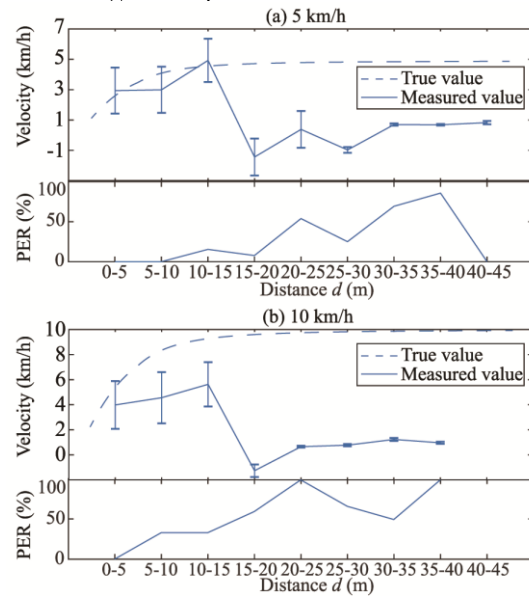 (a) 5 km/h
7
5
3
1
-1
Velocity (km/h)
True value
Measured value
100
50
0
PER (%)
0-5 5-10 10-15 15-20 20-25 25-30 30-35 35-40 40-45
Distance d (m)
(b) 10 km/h
10
8
6
4
2
0
Velocity (km/h)
True value
Measured value
100
50
0
PER (%)
0-5 5-10 10-15 15-20 20-25 25-30 30-35 35-40 40-45
Distance d (m)